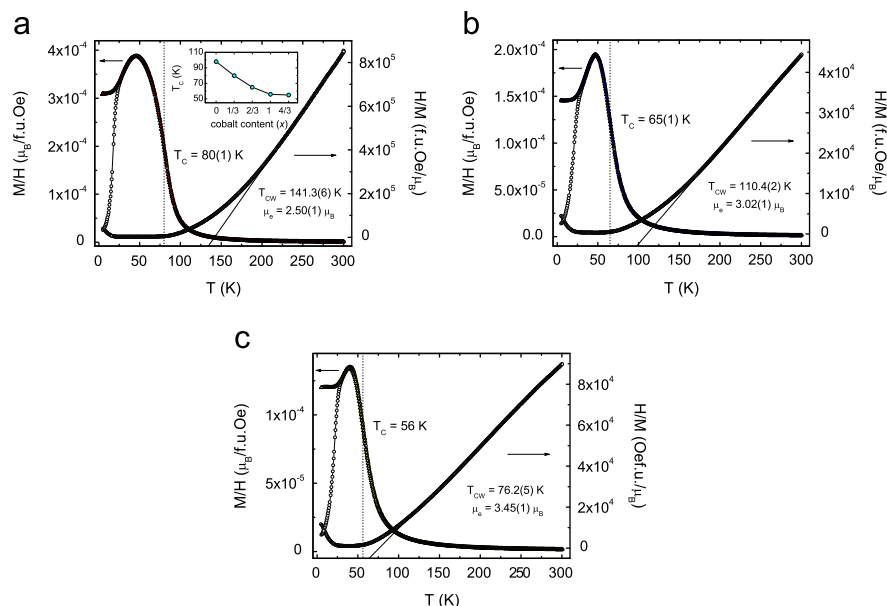 a
4x10⁻⁴
3x10⁻⁴
2x10⁻⁴
1x10⁻⁴
0
M/H (μB/f.u.Oe)
110
90
70
50
TC (K)
0 1/3 2/3 1 4/3
cobalt content (x)
TC = 80(1) K
TCW = 141.3(6) K
μe = 2.50(1) μB
8x10⁵
6x10⁵
4x10⁵
2x10⁵
0
H/M (f.u.Oe/μB)
0 50 100 150 200 250 300
T (K)
b
2.0x10⁻⁴
1.5x10⁻⁴
1.0x10⁻⁴
5.0x10⁻⁵
0.0
M/H (μB/f.u.Oe)
TC = 65(1) K
TCW = 110.4(2) K
μe = 3.02(1) μB
4x10⁴
3x10⁴
2x10⁴
1x10⁴
0
H/M (f.u.Oe/μB)
0 50 100 150 200 250 300
T (K)
c
1x10⁻⁴
5x10⁻⁵
0
M/H (μB/f.u.Oe)
TC = 56 K
TCW = 76.2(5) K
μe = 3.45(1) μB
8x10⁴
6x10⁴
4x10⁴
2x10⁴
0
H/M (Oef.u./μB)
0 50 100 150 200 250 300
T (K)